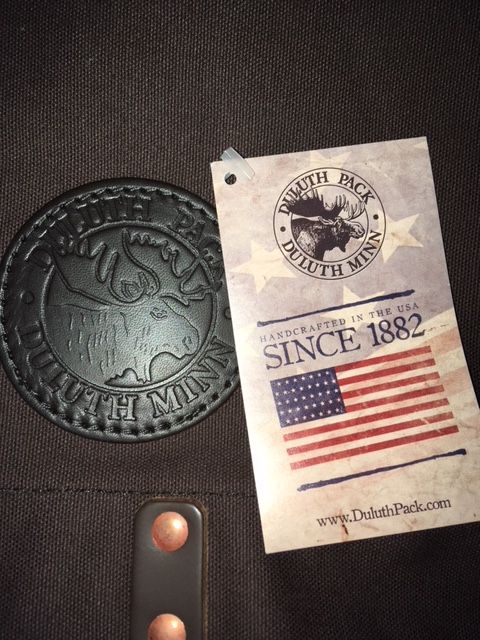 DULUTH PACK
DULUTH MINN
DULUTH PACK
DULUTH MINN
HANDCRAFTED IN THE USA
SINCE 1882
www.DuluthPack.com